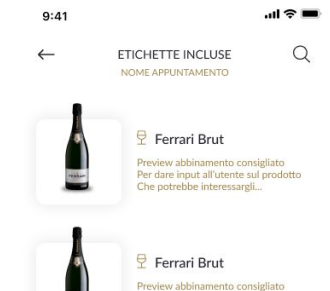 9:41
ETICHETTE INCLUSE
NOME APPUNTAMENTO
Ferrari Brut
Preview abbinamento consigliato
Per dare input all'utente sul prodotto
Che potrebbe interessargli...
Ferrari Brut
Preview abbinamento consigliato